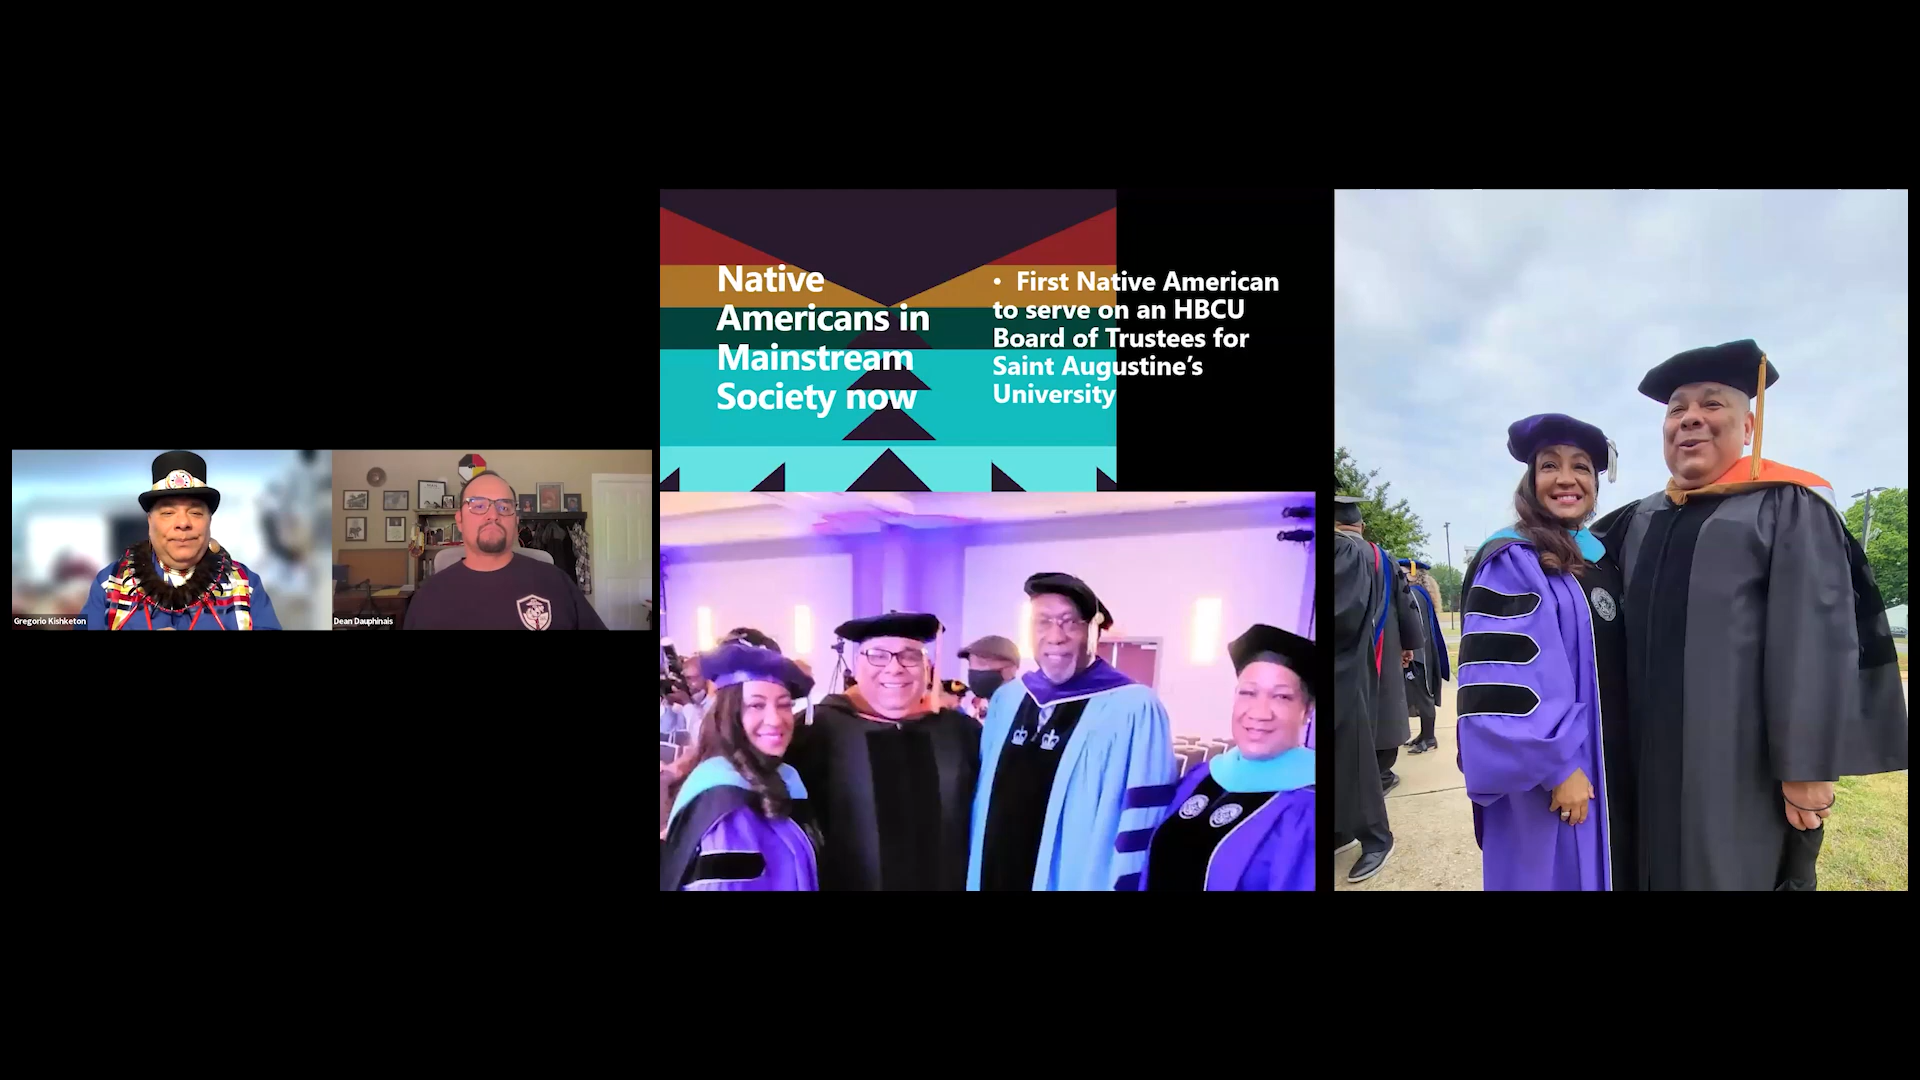 Native
Americans in
Mainstream
Society now
• First Native American
to serve on an HBCU
Board of Trustees for
Saint Augustine's
University
Gregorio Kishketon
Dean Dauphinais